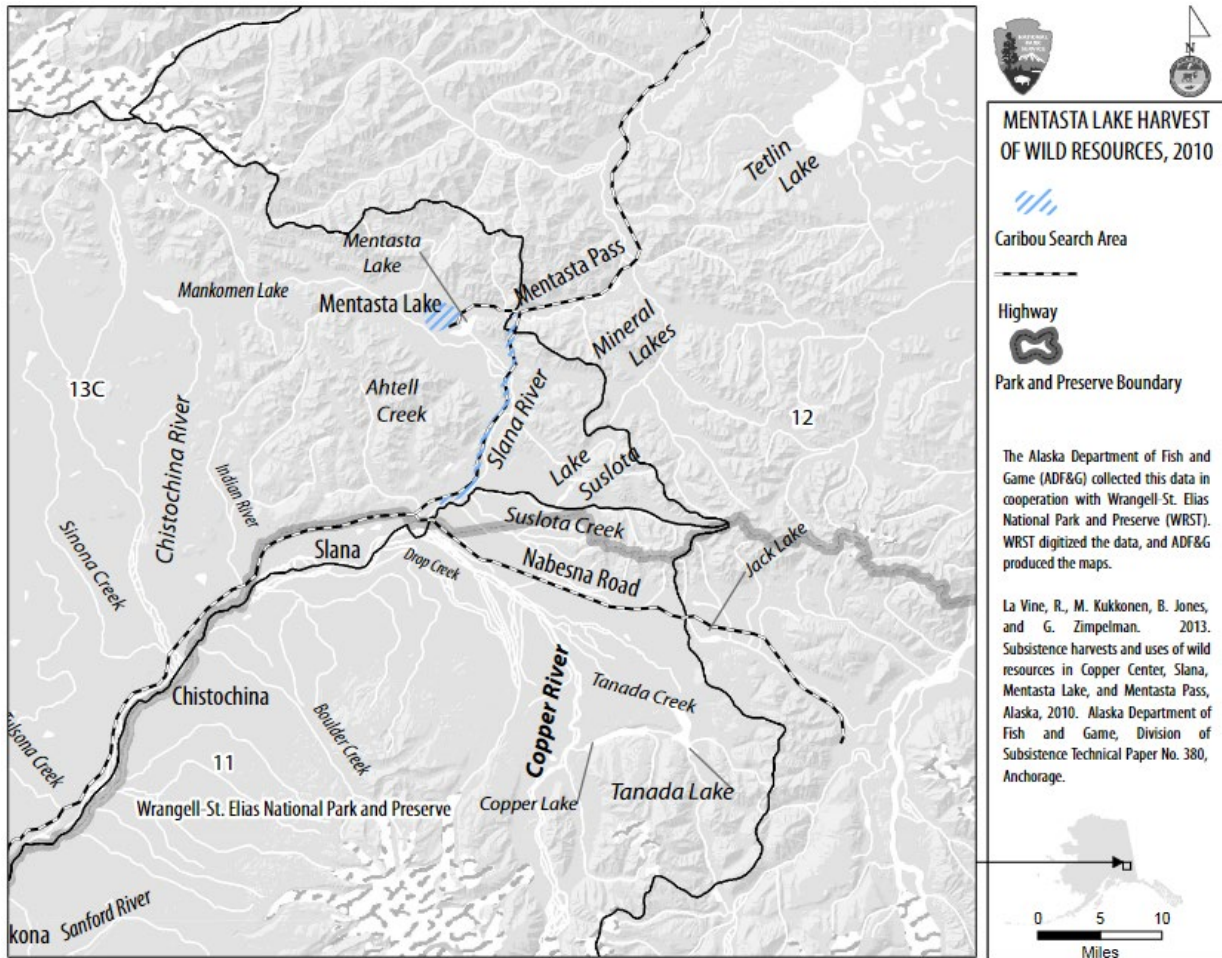 Tetlin
Lake
Mentasta
Lake
Mentasta Pass
Mankomen Lake
Mentasta Lake
Mineral
Lakes
13C
Ahtell
Creek
12
Chistochina River
Slana River
Indian River
Lake
Suslota
Sinona Creek
Suslota Creek
Slana
Drop Creek
Nabesna Road
Jack Lake
Chistochina
Copper River
Tanada Creek
Tulsona Creek
Boulder Creek
11
Wrangell-St. Elias National Park and Preserve
Copper Lake
Tanada Lake
Sanford River
kona
NATIONAL
PARK
SERVICE
N
MENTASTA LAKE HARVEST
OF WILD RESOURCES, 2010
Caribou Search Area
Highway
Park and Preserve Boundary
The Alaska Department of Fish and
Game (ADF&G) collected this data in
cooperation with Wrangell-St. Elias
National Park and Preserve (WRST).
WRST digitized the data, and ADF&G
produced the maps.
La Vine, R., M. Kukkonen, B. Jones,
and G. Zimpelman. 2013.
Subsistence harvests and uses of wild
resources in Copper Center, Slana,
Mentasta Lake, and Mentasta Pass,
Alaska, 2010. Alaska Department of
Fish and Game, Division of
Subsistence Technical Paper No. 380,
Anchorage.
0 5 10
Miles